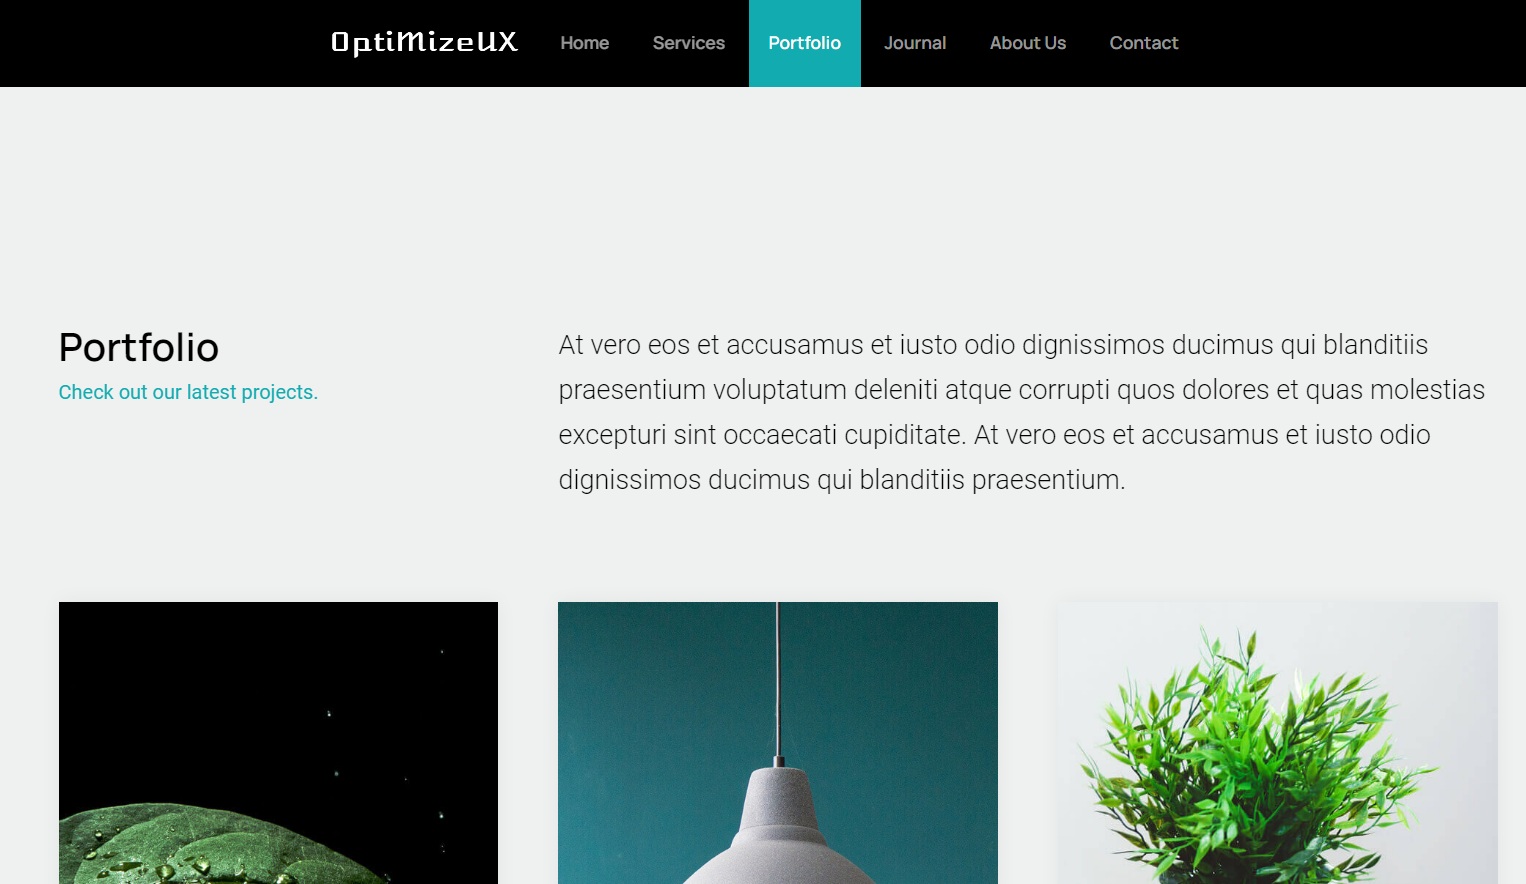 OptiMizeUX Home Services Portfolio Journal About Us Contact
Portfolio
Check out our latest projects.
At vero eos et accusamus et iusto odio dignissimos ducimus qui blanditiis
praesentium voluptatum deleniti atque corrupti quos dolores et quas molestias
excepturi sint occaecati cupiditate. At vero eos et accusamus et iusto odio
dignissimos ducimus qui blanditiis praesentium.